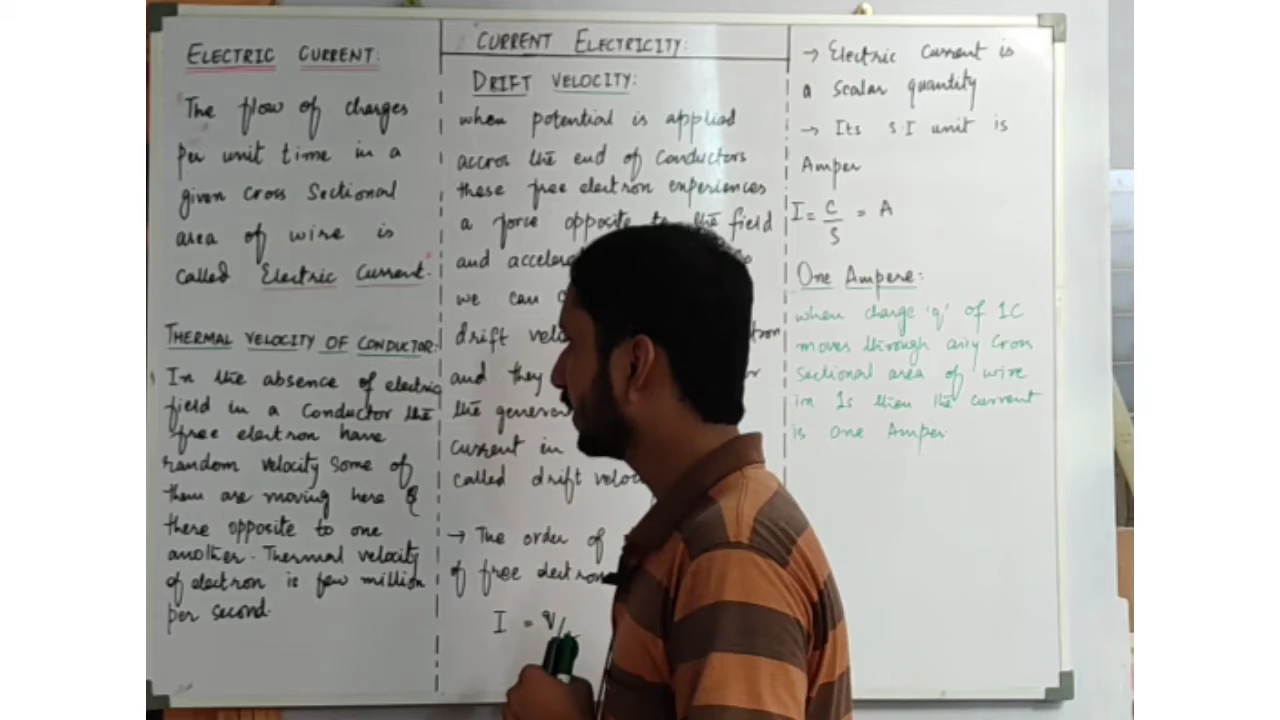 ELECTRIC CURRENT:
The flow of charges
Per unit time in a
given cross Sectional
area of wire is
called Electric Current.
THERMAL VELOCITY OF CONDUCTOR:
In the absence of electric
field in a Conductor the
free electron have
random velocity some of
them are moving here &
there opposite to one
another. Thermal velocity
of electron is few million
per second.
CURRENT ELECTRICITY:
DRIFT VELOCITY:
when potential is applied
accros the end of Conductors
these free electron experiences
a force opposite to the field
and
we can
drift
and they
the
current in
called drift
→ The order of
of free electron
I = q/
→ Electric Current is
a scalar quantity
→ Its S.I unit is
Amper
I = C/S = A
One Ampere:
when charge 'q' of 1C
moves through any Cross
Sectional area of wire
in 1s then the current
is One Amper